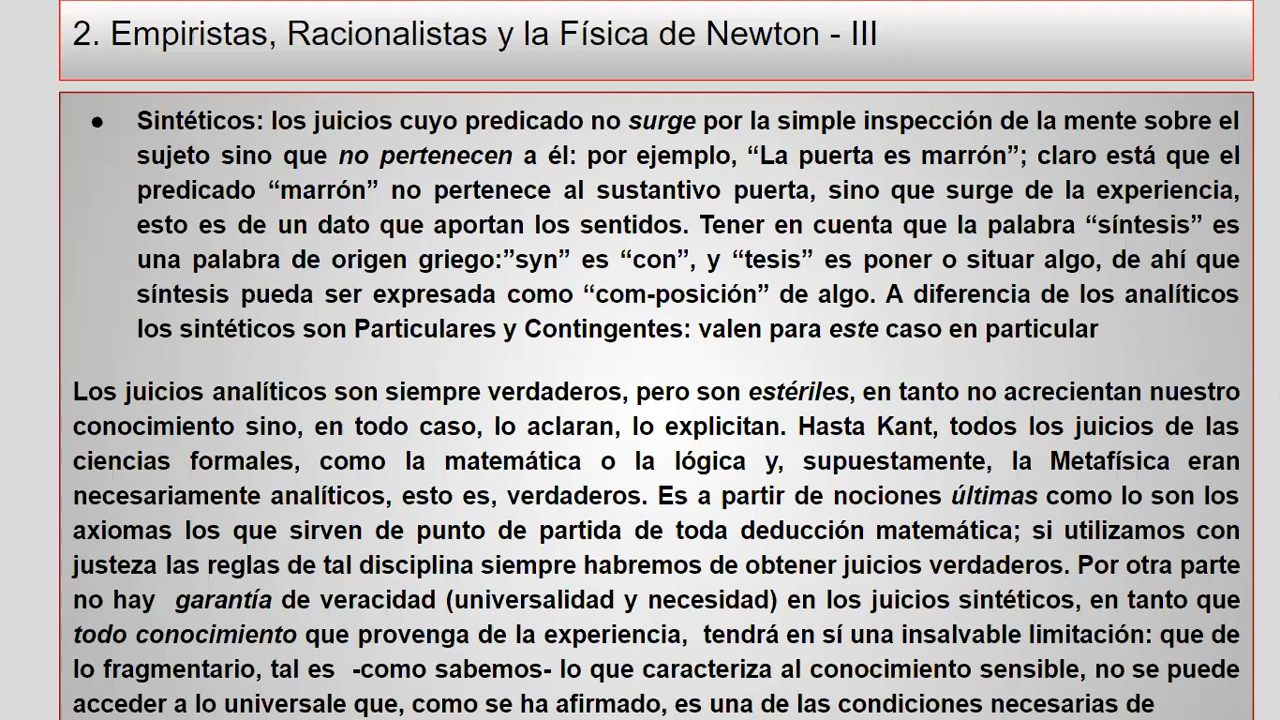 2. Empiristas, Racionalistas y la Física de Newton - III
● Sintéticos: los juicios cuyo predicado no surge por la simple inspección de la mente sobre el
sujeto sino que no pertenecen a él: por ejemplo, “La puerta es marrón”; claro está que el
predicado “marrón” no pertenece al sustantivo puerta, sino que surge de la experiencia,
esto es de un dato que aportan los sentidos. Tener en cuenta que la palabra “síntesis” es
una palabra de origen griego:”syn” es “con”, y “tesis” es poner o situar algo, de ahí que
síntesis pueda ser expresada como “com-posición” de algo. A diferencia de los analíticos
los sintéticos son Particulares y Contingentes: valen para este caso en particular
Los juicios analíticos son siempre verdaderos, pero son estériles, en tanto no acrecientan nuestro
conocimiento sino, en todo caso, lo aclaran, lo explicitan. Hasta Kant, todos los juicios de las
ciencias formales, como la matemática o la lógica y, supuestamente, la Metafísica eran
necesariamente analíticos, esto es, verdaderos. Es a partir de nociones últimas como lo son los
axiomas los que sirven de punto de partida de toda deducción matemática; si utilizamos con
justeza las reglas de tal disciplina siempre habremos de obtener juicios verdaderos. Por otra parte
no hay garantía de veracidad (universalidad y necesidad) en los juicios sintéticos, en tanto que
todo conocimiento que provenga de la experiencia, tendrá en sí una insalvable limitación: que de
lo fragmentario, tal es -como sabemos- lo que caracteriza al conocimiento sensible, no se puede
acceder a lo universale que, como se ha afirmado, es una de las condiciones necesarias de